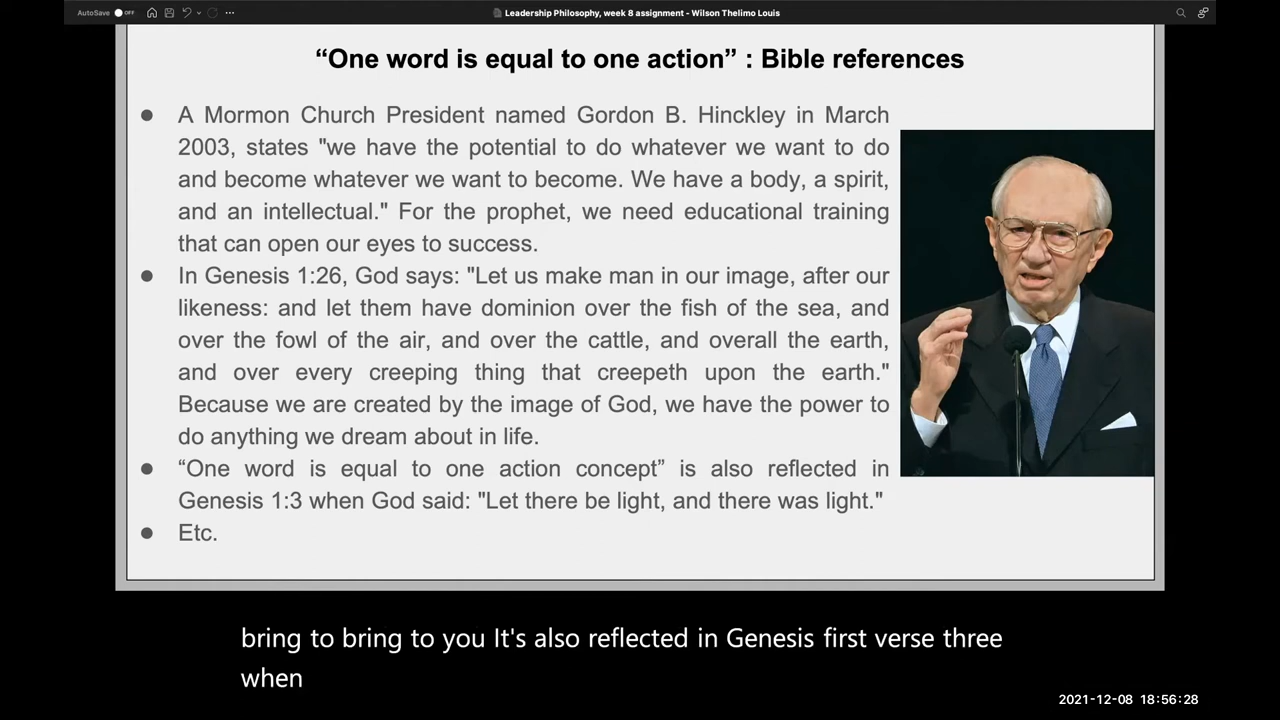 AutoSave OFF
Leadership Philosophy, week 8 assignment - Wilson Thelimo Louis
“One word is equal to one action” : Bible references
● A Mormon Church President named Gordon B. Hinckley in March
2003, states "we have the potential to do whatever we want to do
and become whatever we want to become. We have a body, a spirit,
and an intellectual." For the prophet, we need educational training
that can open our eyes to success.
● In Genesis 1:26, God says: "Let us make man in our image, after our
likeness: and let them have dominion over the fish of the sea, and
over the fowl of the air, and over the cattle, and overall the earth,
and over every creeping thing that creepeth upon the earth."
Because we are created by the image of God, we have the power to
do anything we dream about in life.
● “One word is equal to one action concept” is also reflected in
Genesis 1:3 when God said: "Let there be light, and there was light."
● Etc.
bring to bring to you It's also reflected in Genesis first verse three
when
2021-12-08 18:56:28